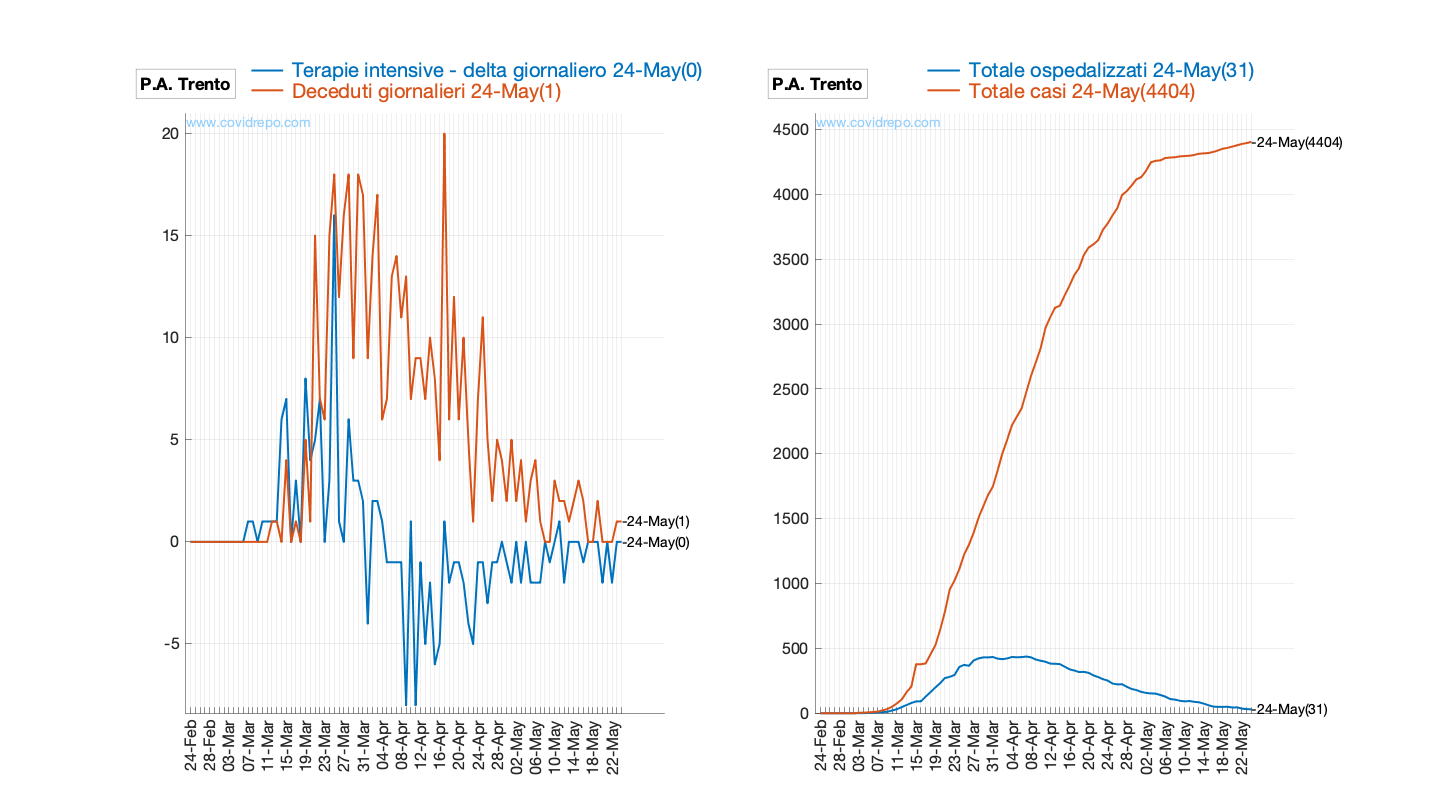 P.A. Trento
Terapie intensive - delta giornaliero 24-May(0)
Deceduti giornalieri 24-May(1)
www.covidrepo.com
20
15
10
5
0
-5
-24-May(1)
-24-May(0)
24-Feb
28-Feb
03-Mar
07-Mar
11-Mar
15-Mar
19-Mar
23-Mar
27-Mar
31-Mar
04-Apr
08-Apr
12-Apr
16-Apr
20-Apr
24-Apr
28-Apr
02-May
06-May
10-May
14-May
18-May
22-May
P.A. Trento
Totale ospedalizzati 24-May(31)
Totale casi 24-May(4404)
www.covidrepo.com
4500
4000
3500
3000
2500
2000
1500
1000
500
0
-24-May(4404)
-24-May(31)
24-Feb
28-Feb
03-Mar
07-Mar
11-Mar
15-Mar
19-Mar
23-Mar
27-Mar
31-Mar
04-Apr
08-Apr
12-Apr
16-Apr
20-Apr
24-Apr
28-Apr
02-May
06-May
10-May
14-May
18-May
22-May